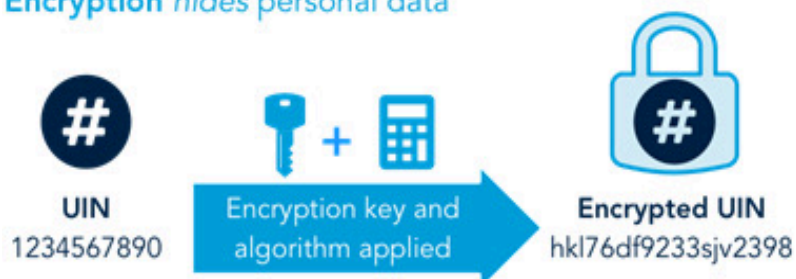 Encryption hides personal data
#
+
#
UIN
1234567890
Encryption key and
algorithm applied
Encrypted UIN
hkl76df9233sjv2398